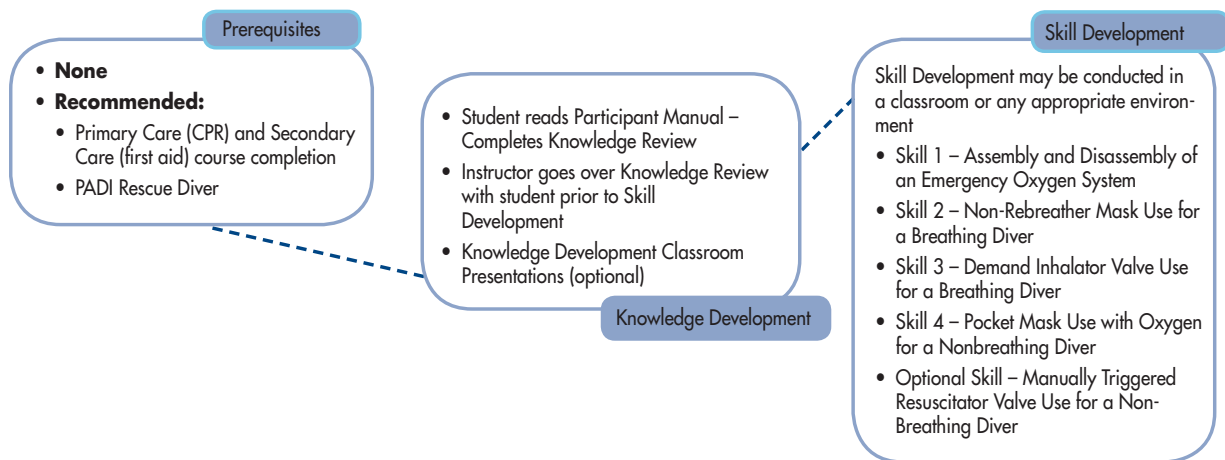 Prerequisites
• None
• Recommended:
• Primary Care (CPR) and Secondary
Care (first aid) course completion
• PADI Rescue Diver
• Student reads Participant Manual –
Completes Knowledge Review
• Instructor goes over Knowledge Review
with student prior to Skill
Development
• Knowledge Development Classroom
Presentations (optional)
Knowledge Development
Skill Development
Skill Development may be conducted in
a classroom or any appropriate environ-
ment
• Skill 1 – Assembly and Disassembly of
an Emergency Oxygen System
• Skill 2 – Non-Rebreather Mask Use for
a Breathing Diver
• Skill 3 – Demand Inhalator Valve Use
for a Breathing Diver
• Skill 4 – Pocket Mask Use with Oxygen
for a Nonbreathing Diver
• Optional Skill – Manually Triggered
Resuscitator Valve Use for a Non-
Breathing Diver